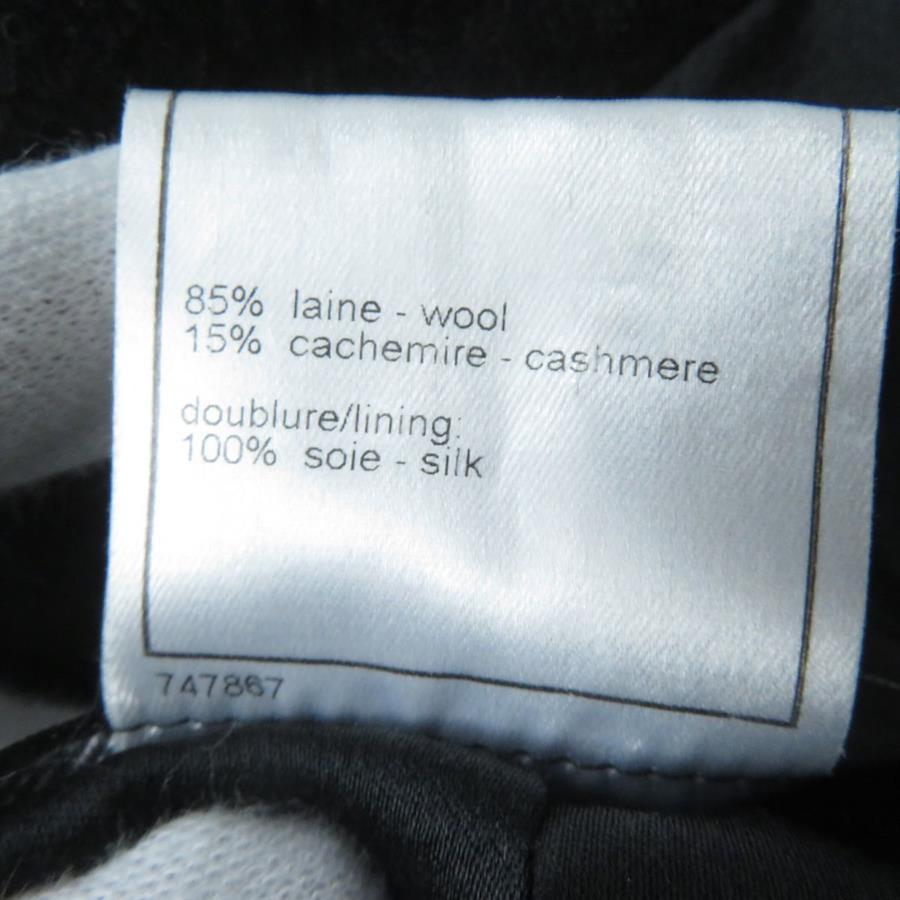 85% laine - wool
15% cachemire - cashmere
doublure/lining:
100% soie - silk
747867